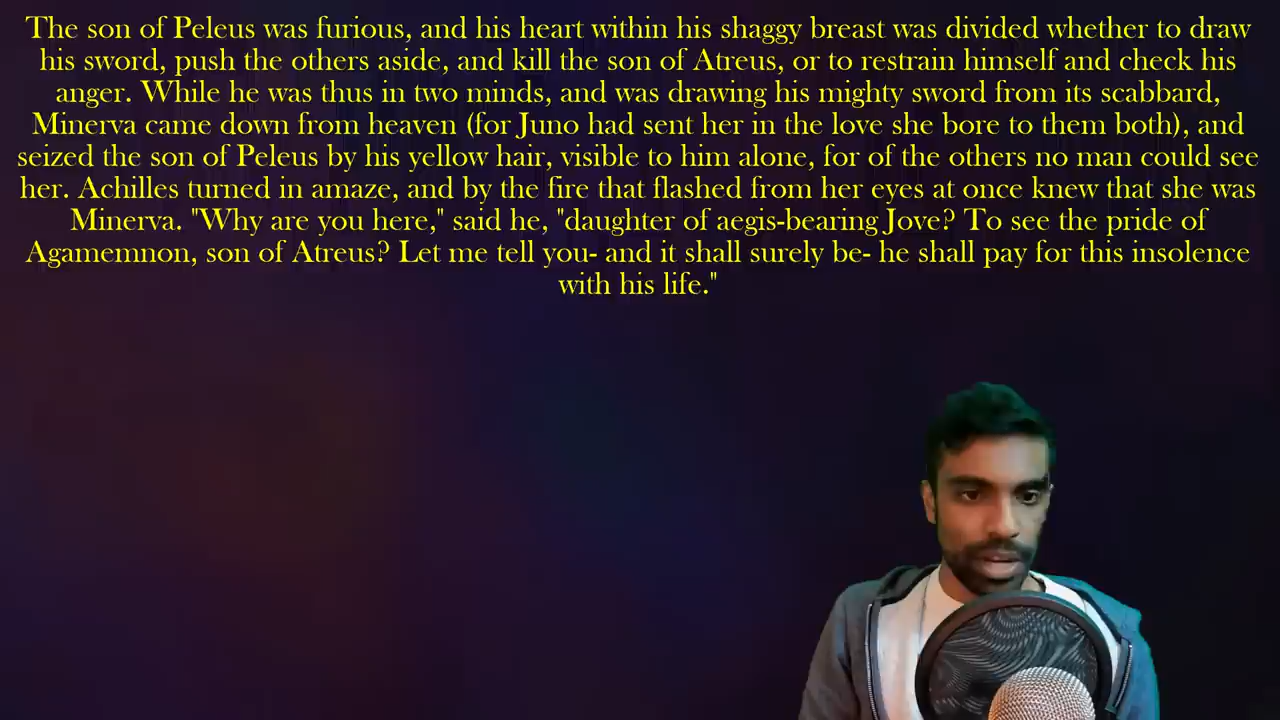 The son of Peleus was furious, and his heart within his shaggy breast was divided whether to draw
his sword, push the others aside, and kill the son of Atreus, or to restrain himself and check his
anger. While he was thus in two minds, and was drawing his mighty sword from its scabbard,
Minerva came down from heaven (for Juno had sent her in the love she bore to them both), and
seized the son of Peleus by his yellow hair, visible to him alone, for of the others no man could see
her. Achilles turned in amaze, and by the fire that flashed from her eyes at once knew that she was
Minerva. "Why are you here," said he, "daughter of aegis-bearing Jove? To see the pride of
Agamemnon, son of Atreus? Let me tell you- and it shall surely be- he shall pay for this insolence
with his life."